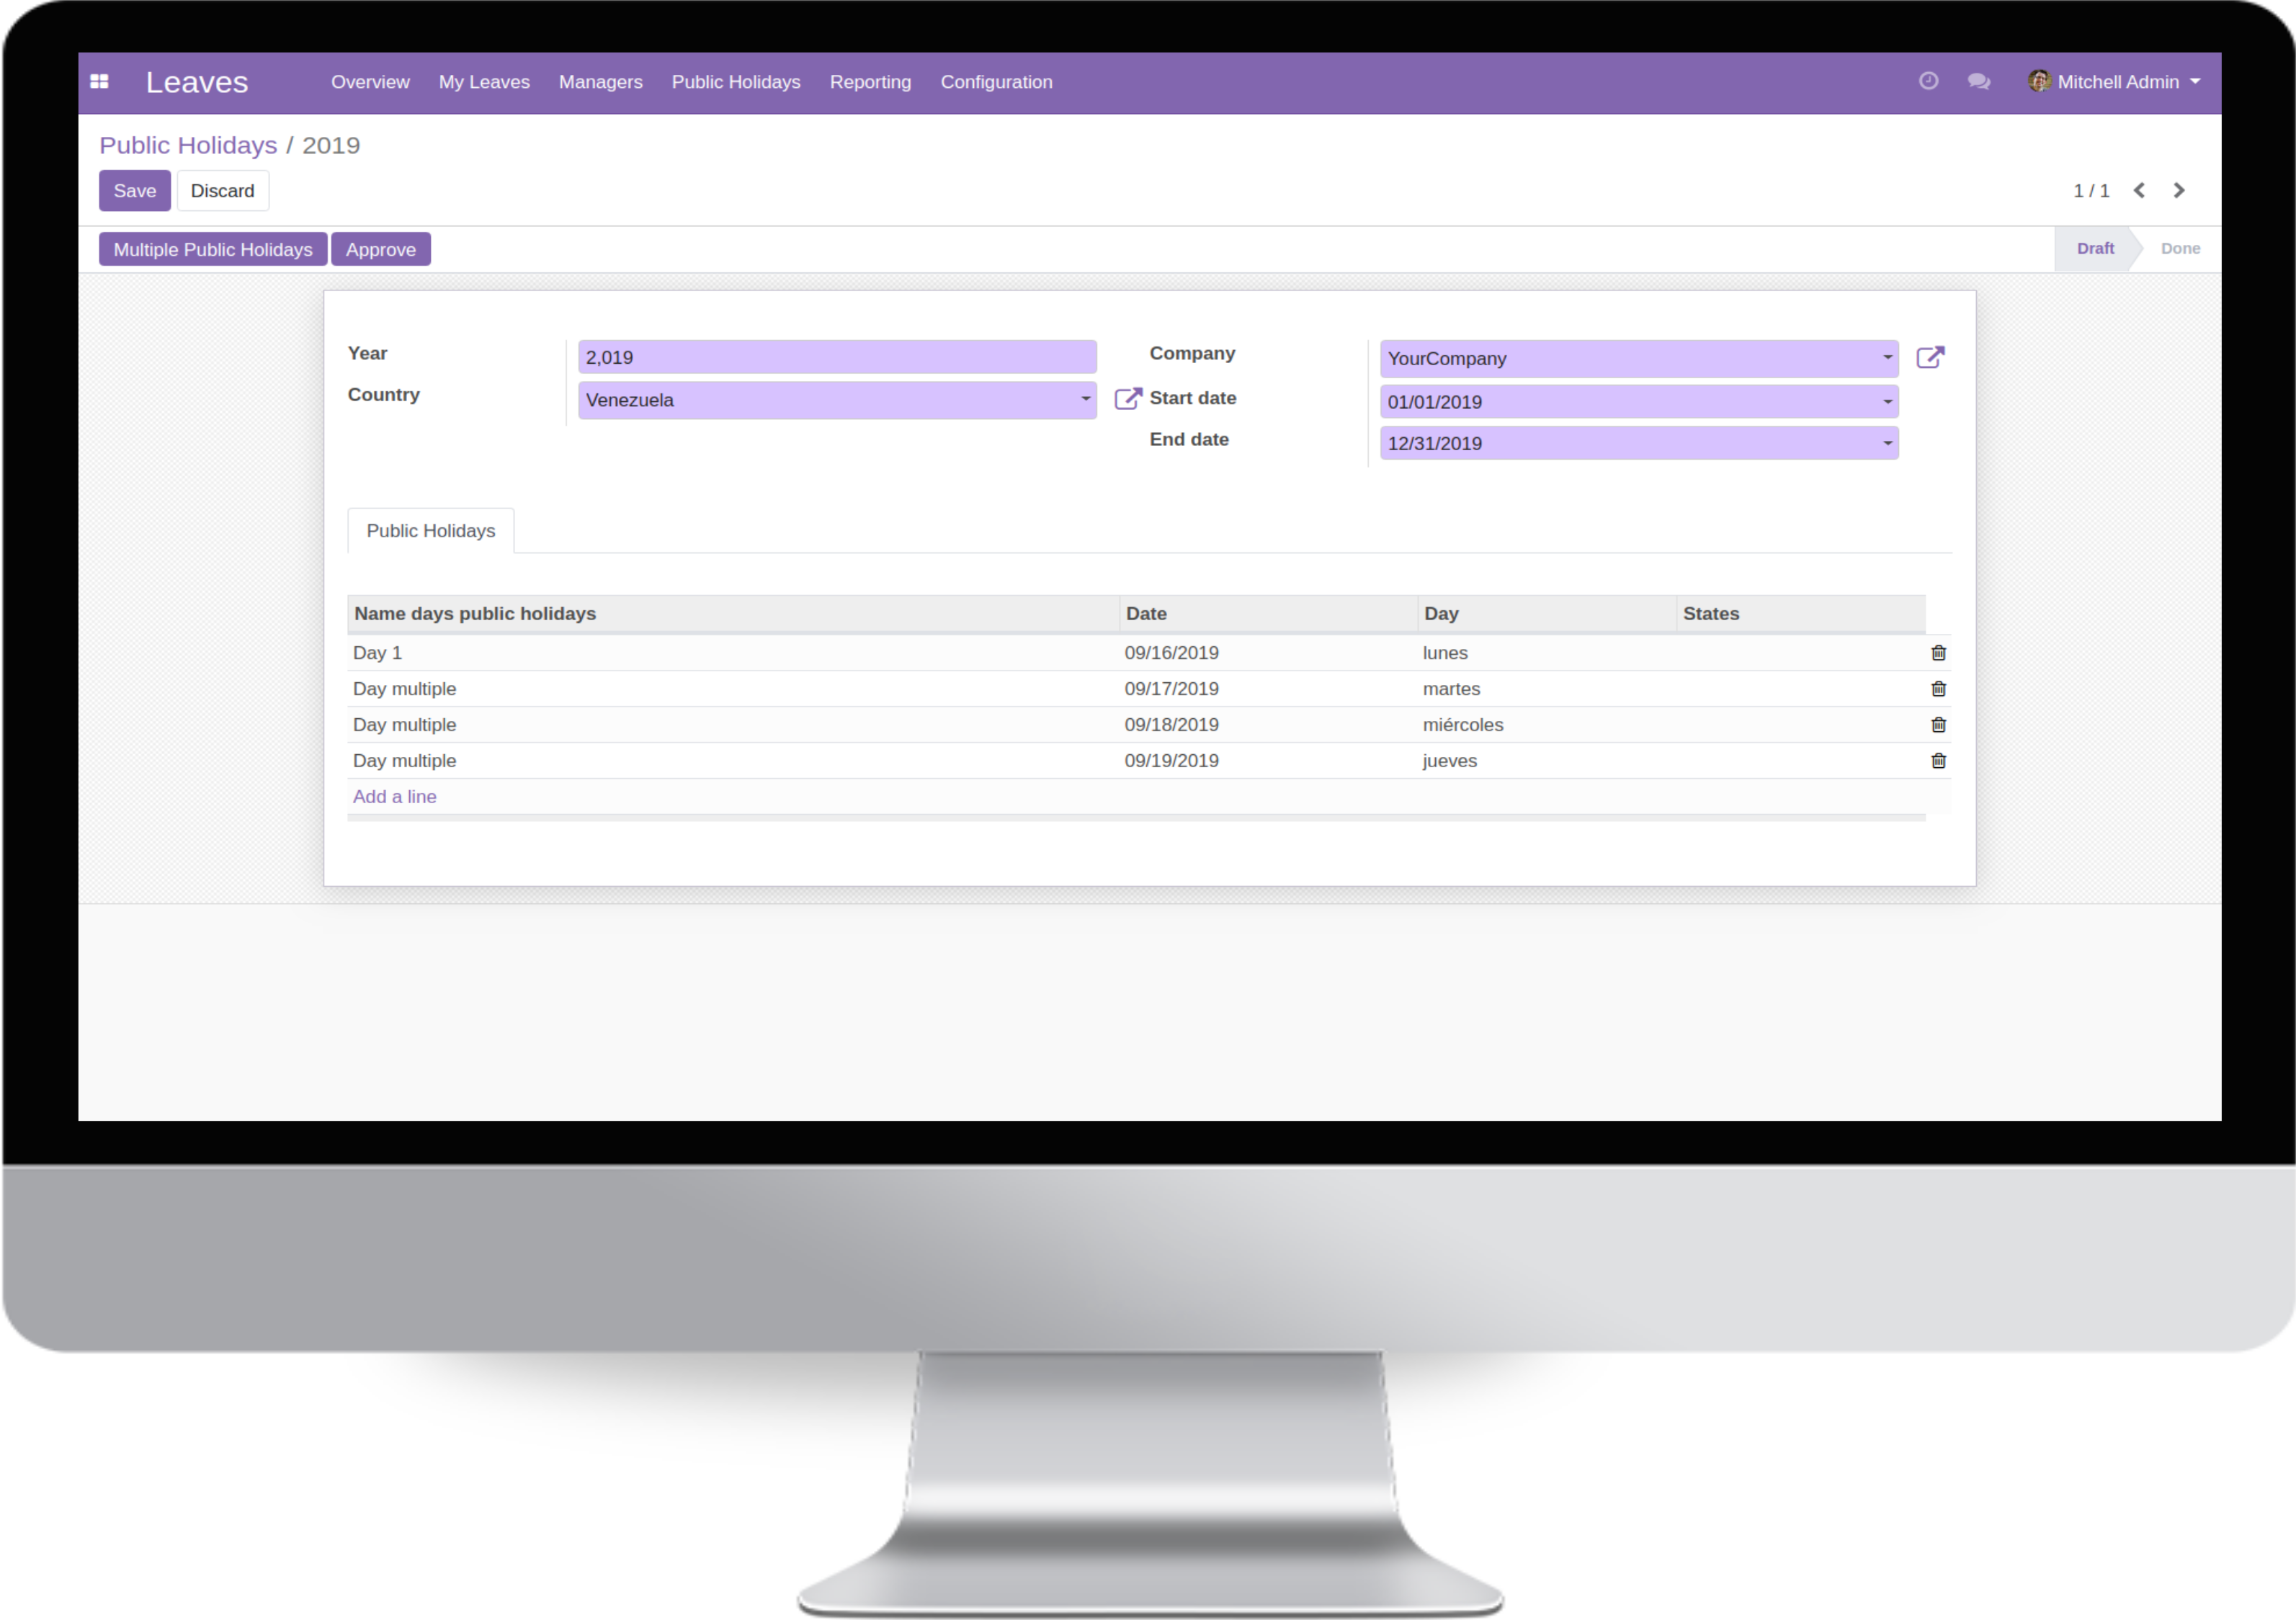 Leaves Overview My Leaves Managers Public Holidays Reporting Configuration Mitchell Admin
Public Holidays / 2019
Save Discard 1 / 1
Multiple Public Holidays Approve Draft Done
Year 2,019 Company YourCompany
Country Venezuela Start date 01/01/2019
End date 12/31/2019
Public Holidays
Name days public holidays Date Day States
Day 1 09/16/2019 lunes
Day multiple 09/17/2019 martes
Day multiple 09/18/2019 miércoles
Day multiple 09/19/2019 jueves
Add a line